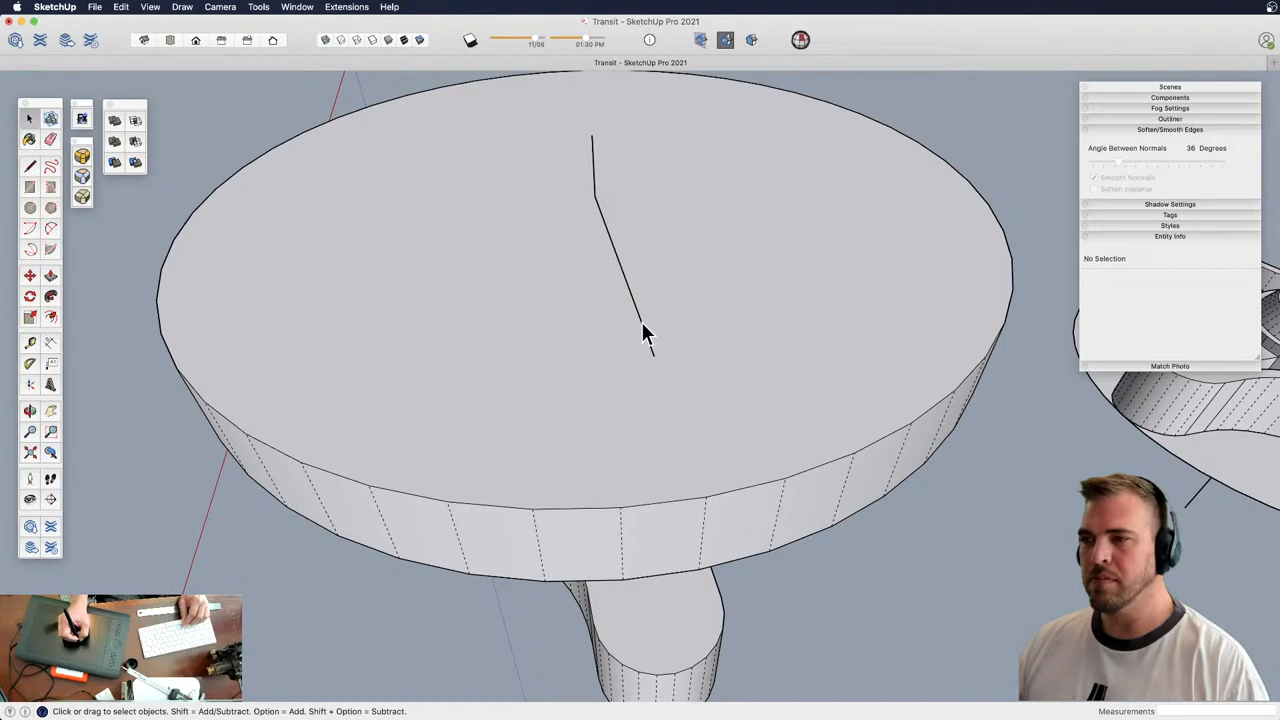 SketchUp File Edit View Draw Camera Tools Window Extensions Help
Transit - SketchUp Pro 2021
11/08 01:30 PM
Transit - SketchUp Pro 2021
Scenes
Components
Fog Settings
Outliner
Soften/Smooth Edges
Angle Between Normals 36 Degrees
Smooth Normals
Soften coplanar
Shadow Settings
Tags
Styles
Entity Info
No Selection
Match Photo
Click or drag to select objects. Shift = Add/Subtract. Option = Add. Shift + Option = Subtract.
Measurements